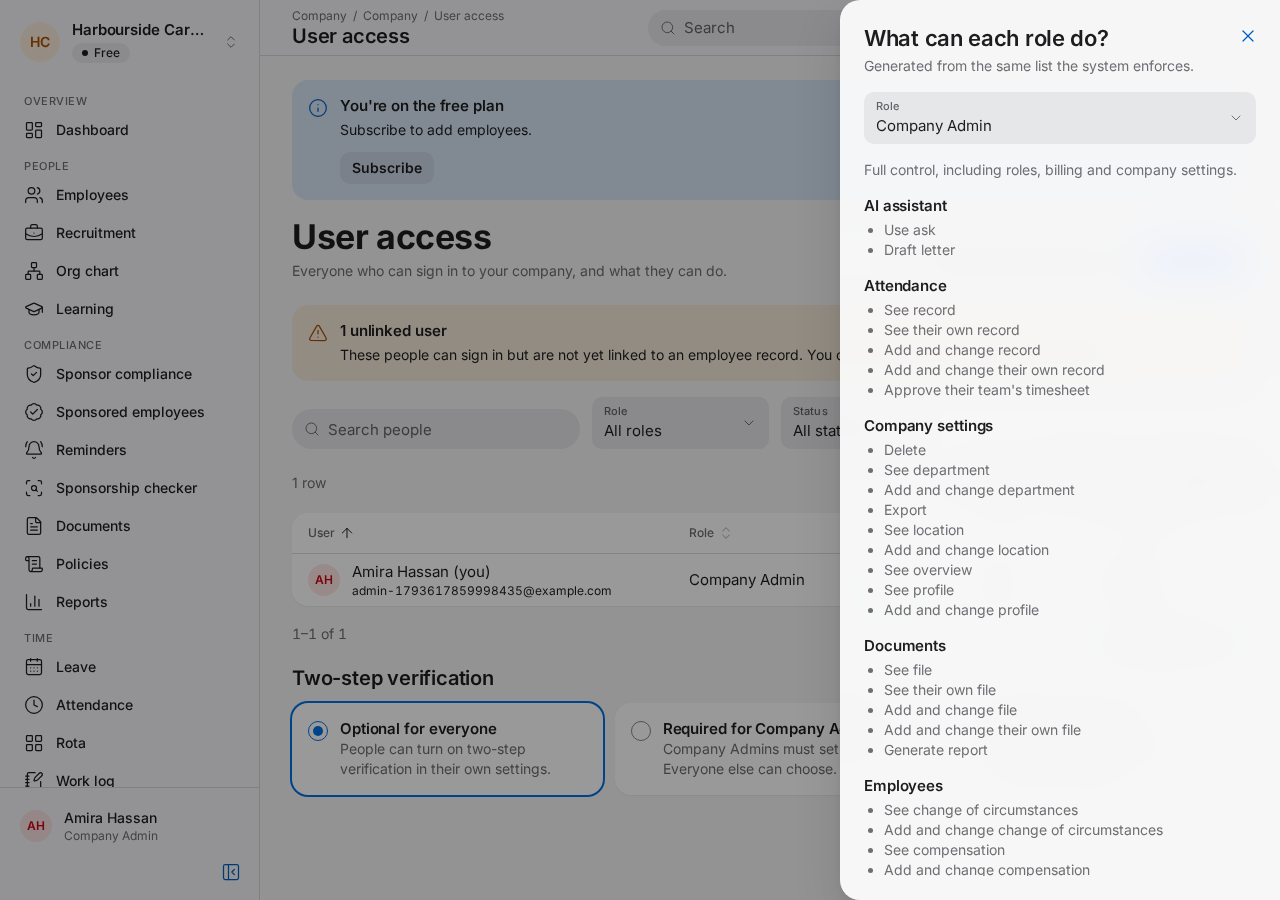 HC
Harbourside Car...
Free
OVERVIEW
Dashboard
PEOPLE
Employees
Recruitment
Org chart
Learning
COMPLIANCE
Sponsor compliance
Sponsored employees
Reminders
Sponsorship checker
Documents
Policies
Reports
TIME
Leave
Attendance
Rota
Work log
AH
Amira Hassan
Company Admin
Company / Company / User access
User access
Search
You're on the free plan
Subscribe to add employees.
Subscribe
User access
Everyone who can sign in to your company, and what they can do.
1 unlinked user
These people can sign in but are not yet linked to an employee record. You
Search people
Role
All roles
Status
All stat
1 row
User
Role
AH
Amira Hassan (you)
admin-1793617859998435@example.com
Company Admin
1–1 of 1
Two-step verification
Optional for everyone
People can turn on two-step
verification in their own settings.
Required for Company A
Company Admins must set
Everyone else can choose.
What can each role do?
Generated from the same list the system enforces.
Role
Company Admin
Full control, including roles, billing and company settings.
AI assistant
Use ask
Draft letter
Attendance
See record
See their own record
Add and change record
Add and change their own record
Approve their team's timesheet
Company settings
Delete
See department
Add and change department
Export
See location
Add and change location
See overview
See profile
Add and change profile
Documents
See file
See their own file
Add and change file
Add and change their own file
Generate report
Employees
See change of circumstances
Add and change change of circumstances
See compensation
Add and change compensation